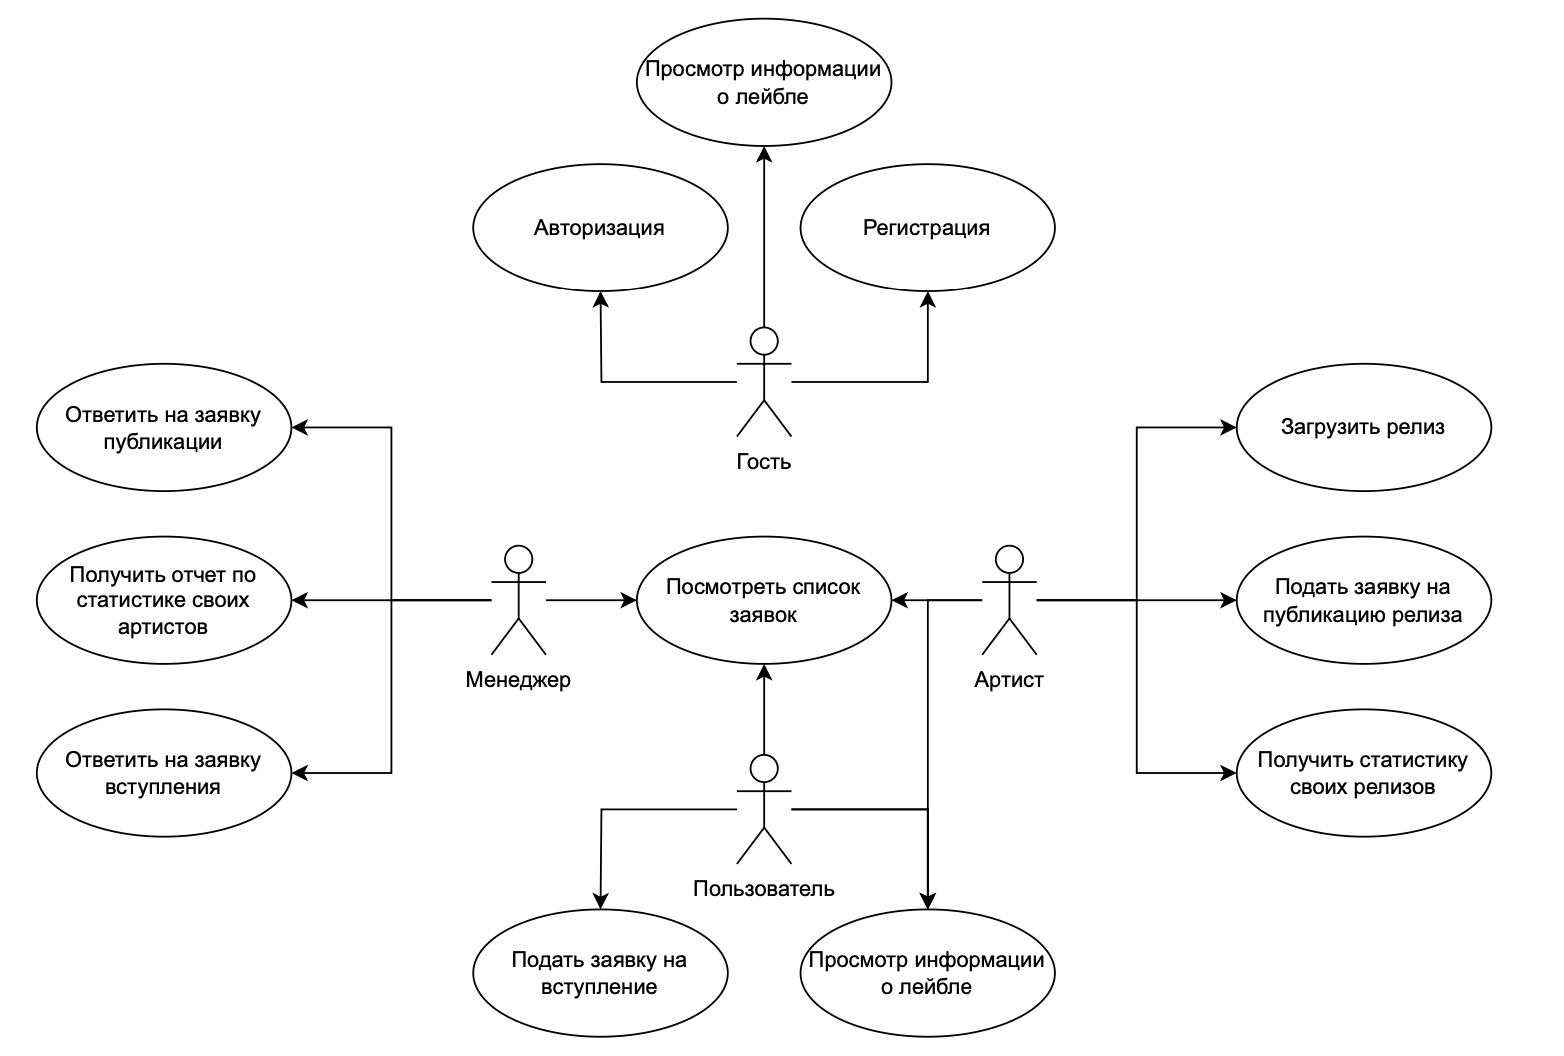 Просмотр информации
о лейбле
Авторизация
Регистрация
Гость
Ответить на заявку
публикации
Загрузить релиз
Получить отчет по
статистике своих
артистов
Менеджер
Посмотреть список
заявок
Артист
Подать заявку на
публикацию релиза
Ответить на заявку
вступления
Получить статистику
своих релизов
Пользователь
Подать заявку на
вступление
Просмотр информации
о лейбле